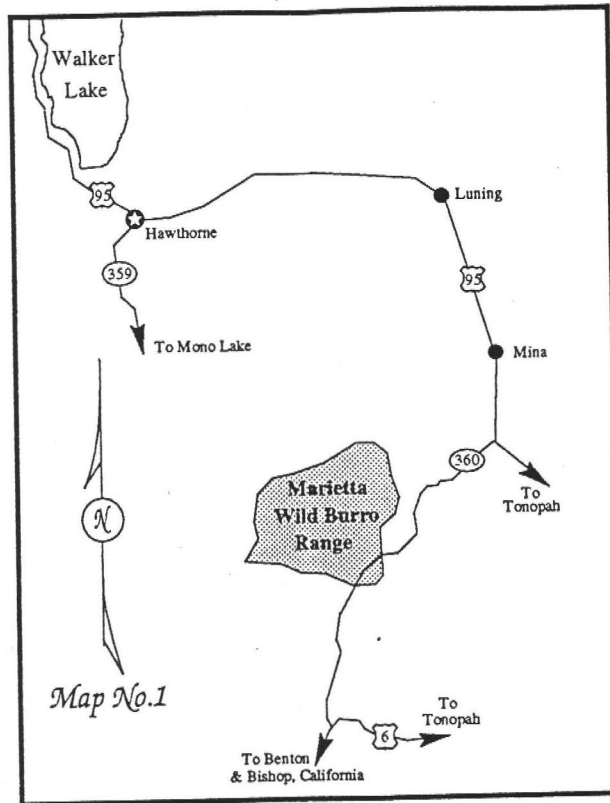 Walker
Lake
95
Luning
Hawthorne
359
95
To Mono Lake
Mina
360
Marietta
Wild Burro
Range
To
Tonopah
N
Map No.1
To
Tonopah
6
To Benton
& Bishop, California